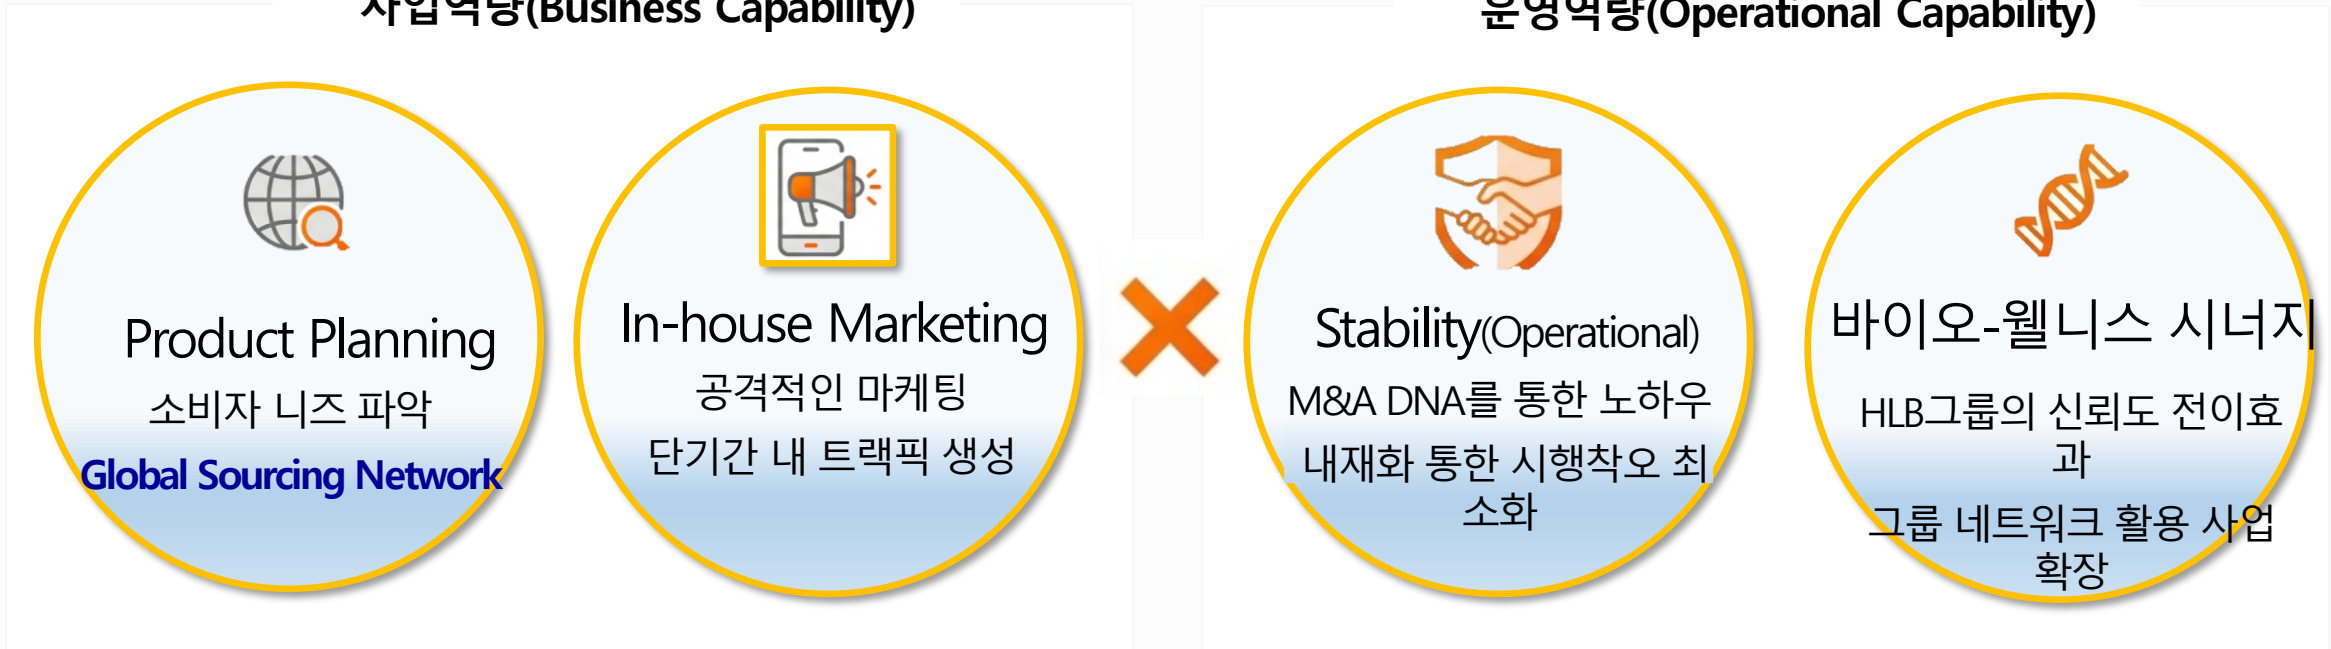 사업역량(Business Capability)
운영역량(Operational Capability)
Product Planning
소비자 니즈 파악
Global Sourcing Network
In-house Marketing
공격적인 마케팅
단기간 내 트랙픽 생성
Stability(Operational)
M&A DNA를 통한 노하우
내재화 통한 시행착오 최
소화
바이오-웰니스 시너지
HLB그룹의 신뢰도 전이효
과
그룹 네트워크 활용 사업
확장